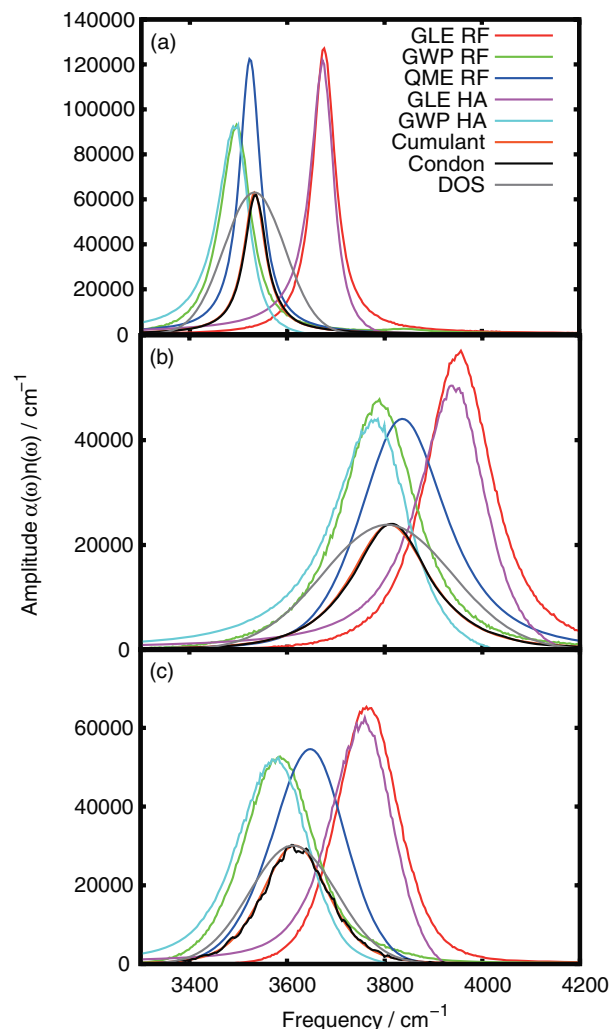 (a)
GLE RF
GWP RF
QME RF
GLE HA
GWP HA
Cumulant
Condon
DOS
140000
120000
100000
80000
60000
40000
20000
0
(b)
40000
20000
0
(c)
60000
40000
20000
0
Amplitude α(ω)n(ω) / cm⁻¹
3400 3600 3800 4000 4200
Frequency / cm⁻¹